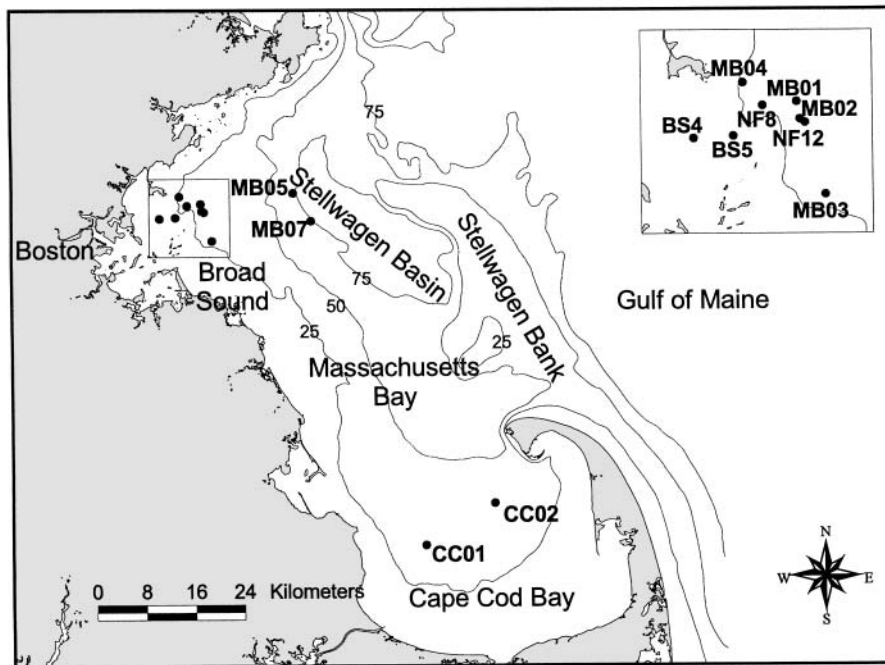 MB04
MB01
MB02
NF8
NF12
BS4
BS5
MB03
75
MB05
MB07
Stellwagen Basin
Stellwagen Bank
Boston
Broad
Sound
75
50
25
25
Gulf of Maine
Massachusetts
Bay
CC02
CC01
Cape Cod Bay
0 8 16 24 Kilometers
N
W E
S